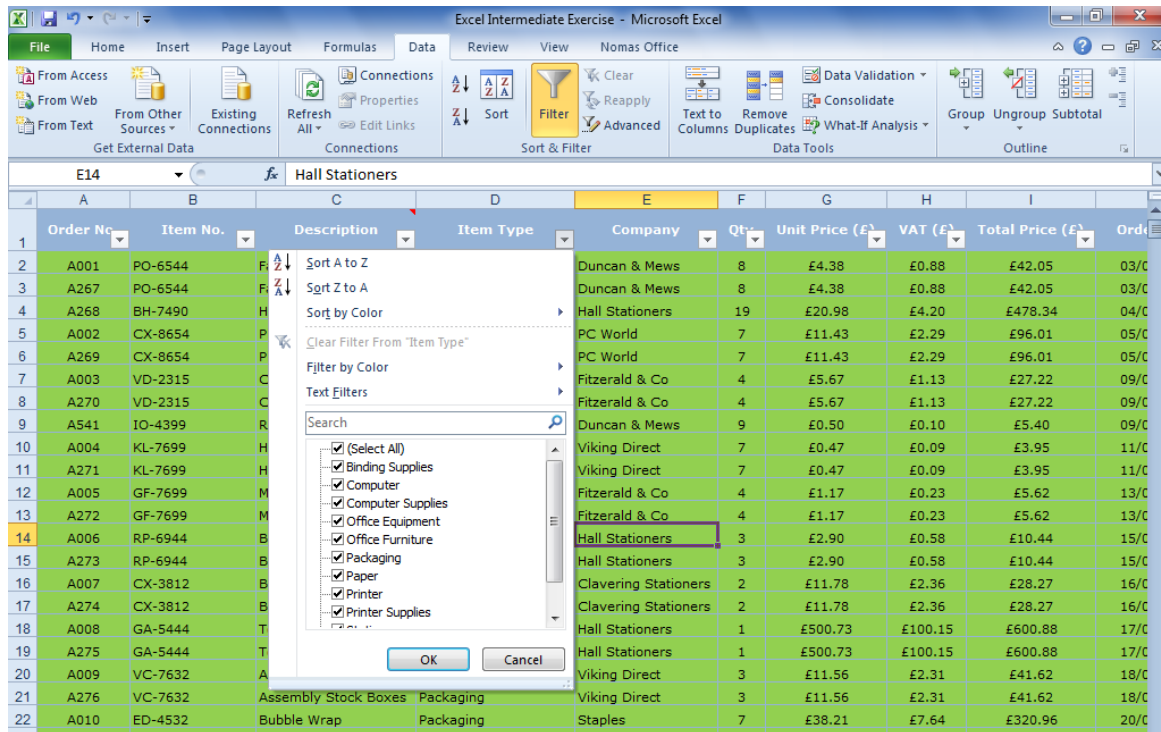 Excel Intermediate Exercise - Microsoft Excel
File Home Insert Page Layout Formulas Data Review View Nomas Office
From Access
From Web
From Text
From Other Sources
Existing Connections
Get External Data
Refresh All
Connections
Properties
Edit Links
Connections
Sort
Filter
Clear
Reapply
Advanced
Sort & Filter
Text to Columns
Remove Duplicates
Data Validation
Consolidate
What-If Analysis
Data Tools
Group
Ungroup
Subtotal
Outline
E14 fx Hall Stationers
A B C D E F G H I
1 Order No. Item No. Description Item Type Company Qty Unit Price (£) VAT (£) Total Price (£)
2 A001 PO-6544 Duncan & Mews 8 £4.38 £0.88 £42.05
3 A267 PO-6544 Duncan & Mews 8 £4.38 £0.88 £42.05
4 A268 BH-7490 H Hall Stationers 19 £20.98 £4.20 £478.34
5 A002 CX-8654 P PC World 7 £11.43 £2.29 £96.01
6 A269 CX-8654 P PC World 7 £11.43 £2.29 £96.01
7 A003 VD-2315 C Fitzerald & Co 4 £5.67 £1.13 £27.22
8 A270 VD-2315 C Fitzerald & Co 4 £5.67 £1.13 £27.22
9 A541 IO-4399 R Duncan & Mews 9 £0.50 £0.10 £5.40
10 A004 KL-7699 H Viking Direct 7 £0.47 £0.09 £3.95
11 A271 KL-7699 H Viking Direct 7 £0.47 £0.09 £3.95
12 A005 GF-7699 M Fitzerald & Co 4 £1.17 £0.23 £5.62
13 A272 GF-7699 M Fitzerald & Co 4 £1.17 £0.23 £5.62
14 A006 RP-6944 B Hall Stationers 3 £2.90 £0.58 £10.44
15 A273 RP-6944 B Hall Stationers 3 £2.90 £0.58 £10.44
16 A007 CX-3812 B Clavering Stationers 2 £11.78 £2.36 £28.27
17 A274 CX-3812 B Clavering Stationers 2 £11.78 £2.36 £28.27
18 A008 GA-5444 T Hall Stationers 1 £500.73 £100.15 £600.88
19 A275 GA-5444 T Hall Stationers 1 £500.73 £100.15 £600.88
20 A009 VC-7632 A Viking Direct 3 £11.56 £2.31 £41.62
21 A276 VC-7632 Assembly Stock Boxes Packaging Viking Direct 3 £11.56 £2.31 £41.62
22 A010 ED-4532 Bubble Wrap Packaging Staples 7 £38.21 £7.64 £320.96
Sort A to Z
Sort Z to A
Sort by Color
Clear Filter From "Item Type"
Filter by Color
Text Filters
Search
(Select All)
Binding Supplies
Computer
Computer Supplies
Office Equipment
Office Furniture
Packaging
Paper
Printer
Printer Supplies
OK Cancel